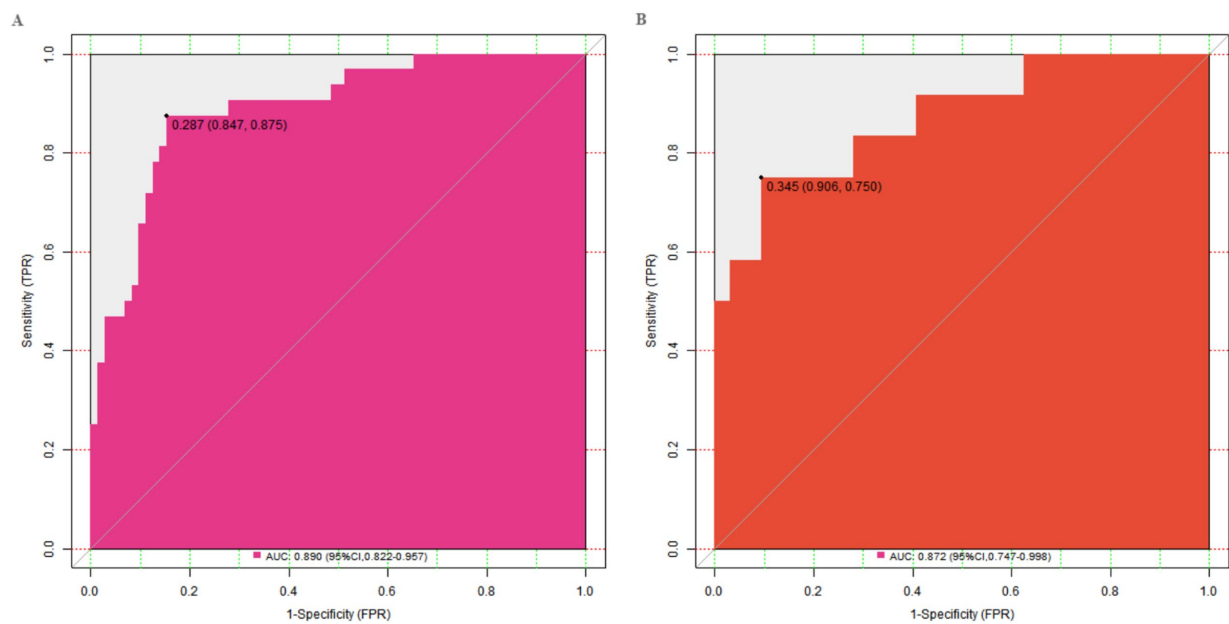 A
1.0
0.8
0.6
0.4
0.2
0.0
Sensitivity (TPR)
0.287 (0.847, 0.875)
AUC: 0.890 (95%CI,0.822-0.957)
0.0 0.2 0.4 0.6 0.8 1.0
1-Specificity (FPR)
B
1.0
0.8
0.6
0.4
0.2
0.0
Sensitivity (TPR)
0.345 (0.906, 0.750)
AUC: 0.872 (95%CI,0.747-0.998)
0.0 0.2 0.4 0.6 0.8 1.0
1-Specificity (FPR)